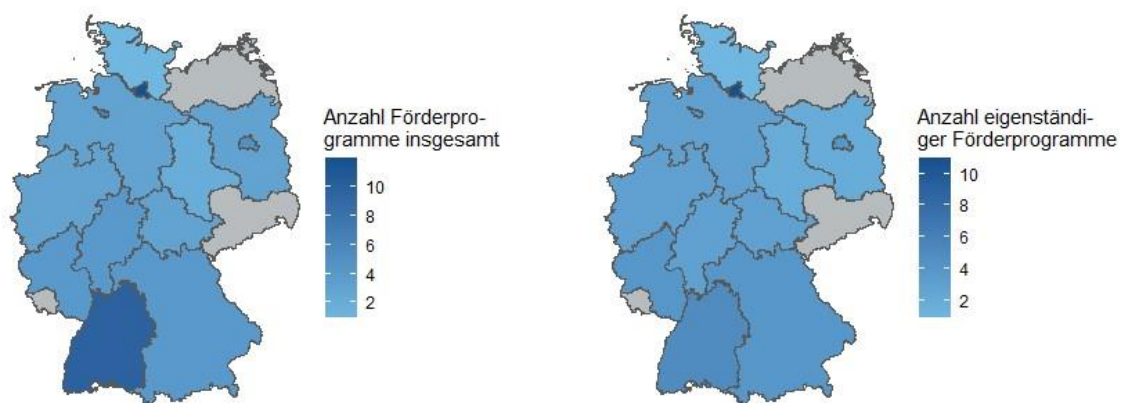 Anzahl Förderpro-
gramme insgesamt
10
8
6
4
2
Anzahl eigenständi-
ger Förderprogramme
10
8
6
4
2